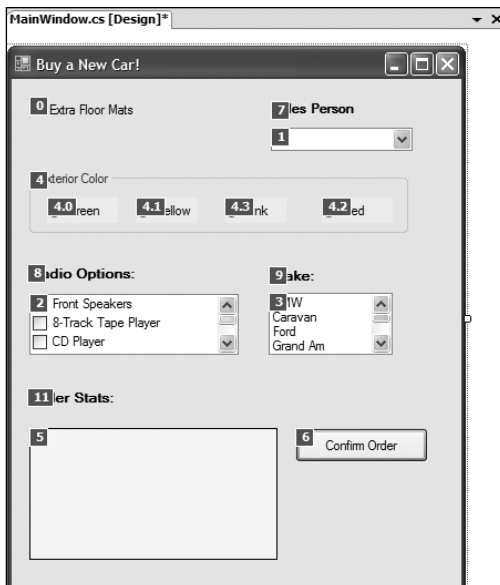 MainWindow.cs [Design]*
Buy a New Car!
0 Extra Floor Mats
7 les Person
1
4 xterior Color
4.0 reen 4.1 ellow 4.3 nk 4.2 ed
8 adio Options: 9 ake:
2 Front Speakers 3 MW
8-Track Tape Player Caravan
CD Player Ford
Grand Am
11 er Stats:
5 6 Confirm Order